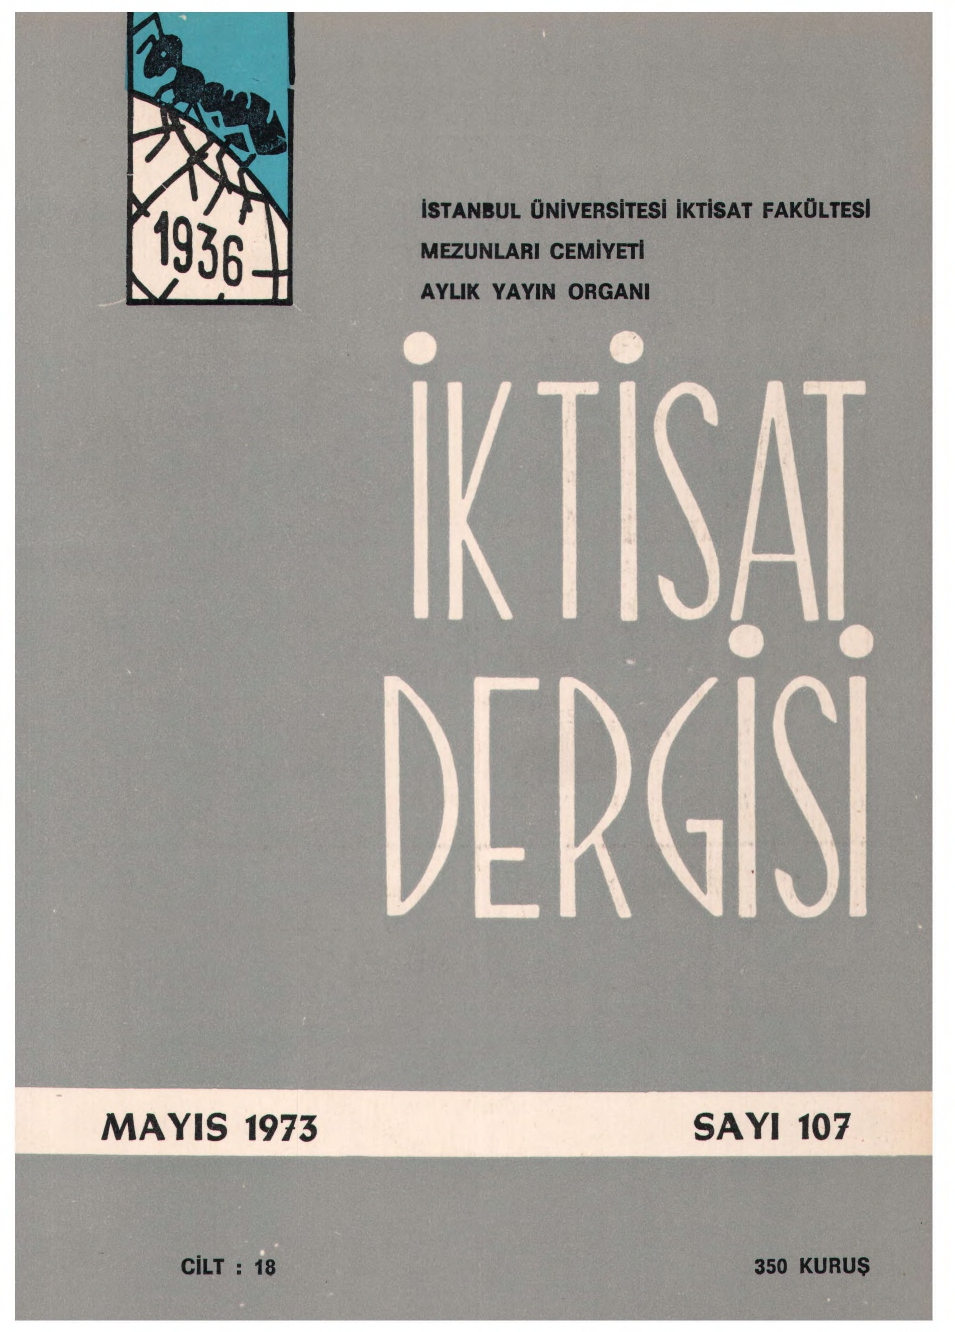 1936
İSTANBUL ÜNİVERSİTESİ İKTİSAT FAKÜLTESİ
MEZUNLARI CEMİYETİ
AYLIK YAYIN ORGANI
İKTİSAT
DERGİSİ
MAYIS 1973
SAYI 107
CİLT : 18
350 KURUŞ